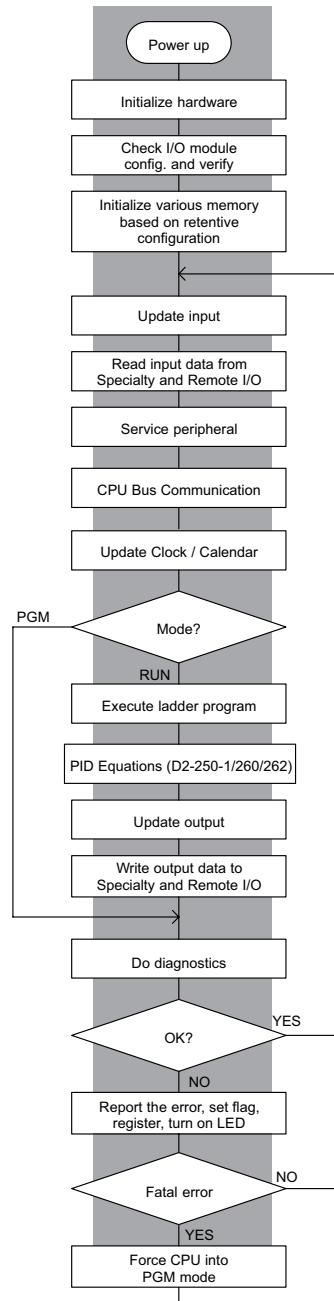 Power up
Initialize hardware
Check I/O module
config. and verify
Initialize various memory
based on retentive
configuration
Update input
Read input data from
Specialty and Remote I/O
Service peripheral
CPU Bus Communication
Update Clock / Calendar
PGM
Mode?
RUN
Execute ladder program
PID Equations (D2-250-1/260/262)
Update output
Write output data to
Specialty and Remote I/O
Do diagnostics
OK?
YES
NO
Report the error, set flag,
register, turn on LED
Fatal error
NO
YES
Force CPU into
PGM mode